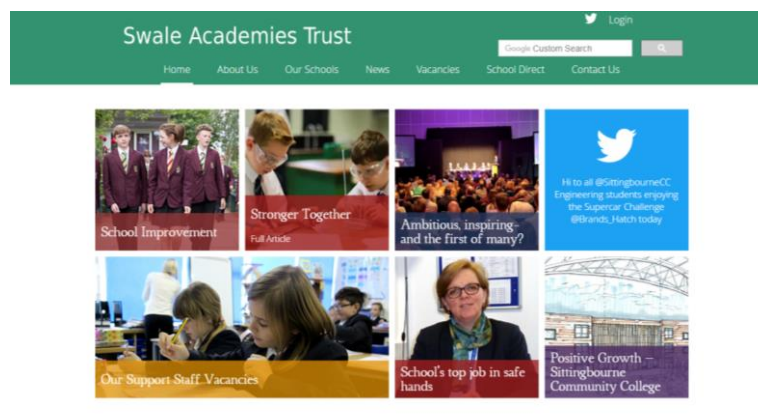 Login
Swale Academies Trust
Google Custom Search
Home About Us Our Schools News Vacancies School Direct Contact Us
School Improvement
Stronger Together
Full Article
Ambitious, inspiring-
and the first of many?
Hi to all @SittingbourneCC
Engineering students enjoying
the Supercar Challenge
@Brands_Hatch today
Our Support Staff Vacancies
School's top job in safe
hands
Positive Growth –
Sittingbourne
Community College